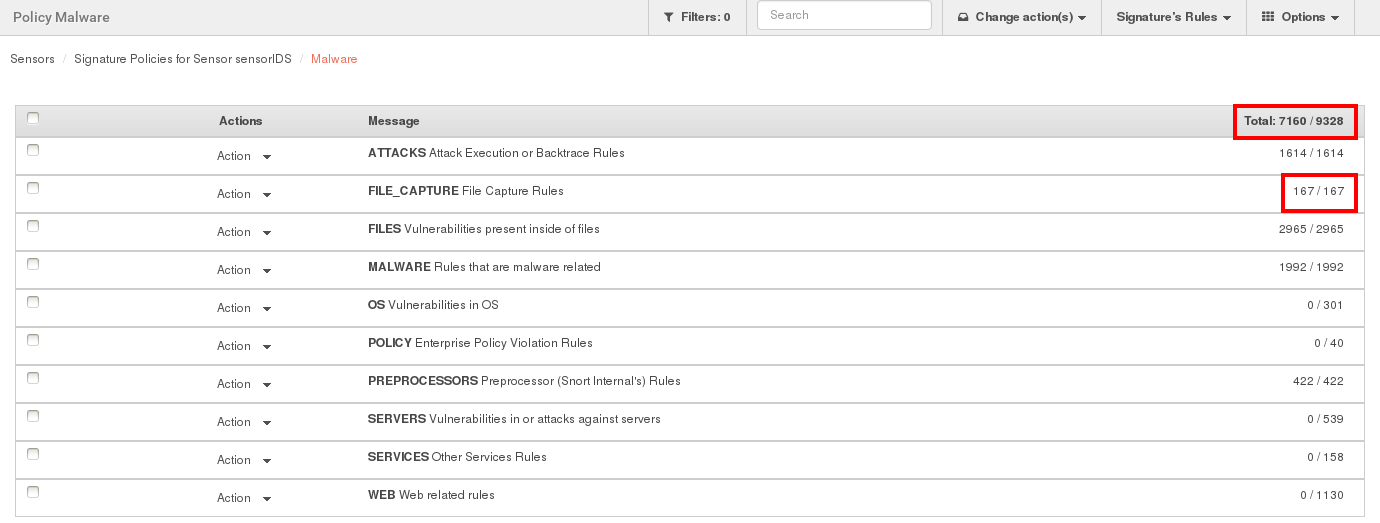 Policy Malware Filters: 0 Search Change action(s) Signature's Rules Options
Sensors / Signature Policies for Sensor sensorIDS / Malware
Actions Message Total: 7160 / 9328
Action ATTACKS Attack Execution or Backtrace Rules 1614 / 1614
Action FILE_CAPTURE File Capture Rules 167 / 167
Action FILES Vulnerabilities present inside of files 2965 / 2965
Action MALWARE Rules that are malware related 1992 / 1992
Action OS Vulnerabilities in OS 0 / 301
Action POLICY Enterprise Policy Violation Rules 0 / 40
Action PREPROCESSORS Preprocessor (Snort Internal's) Rules 422 / 422
Action SERVERS Vulnerabilities in or attacks against servers 0 / 539
Action SERVICES Other Services Rules 0 / 158
Action WEB Web related rules 0 / 1130